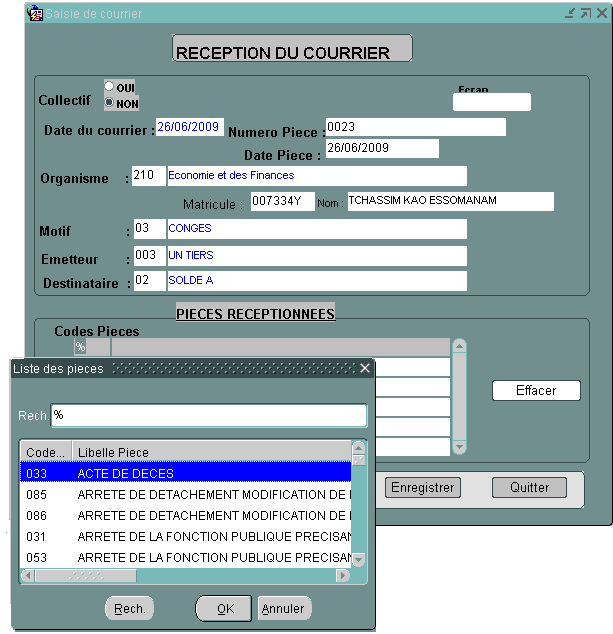 Saisie de courrier
RECEPTION DU COURRIER
Collectif OUI
NON
Ecran
Date du courrier : 26/06/2009 Numero Piece : 0023
Date Piece : 26/06/2009
Organisme : 210 Economie et des Finances
Matricule : 007334Y Nom : TCHASSIM KAO ESSOMANAM
Motif : 03 CONGES
Emetteur : 003 UN TIERS
Destinataire : 02 SOLDE A
PIECES RECEPTIONNEES
Codes Pieces
%
Effacer
Enregistrer Quitter
Liste des pieces
Rech. %
Code... Libelle Piece
033 ACTE DE DECES
085 ARRETE DE DETACHEMENT MODIFICATION DE
086 ARRETE DE DETACHEMENT MODIFICATION DE
031 ARRETE DE LA FONCTION PUBLIQUE PRECISAN
053 ARRETE DE LA FONCTION PUBLIQUE PRECISAN
Rech. OK Annuler